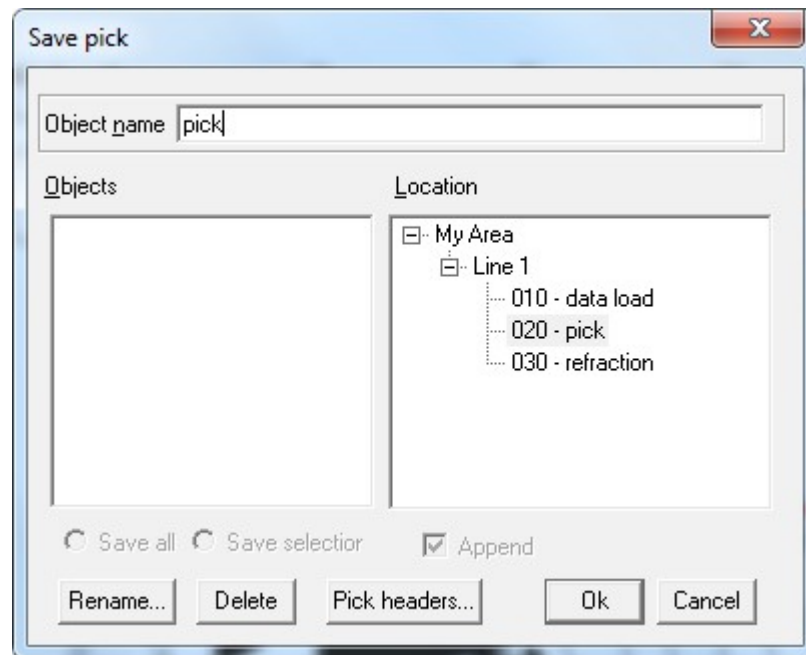 Save pick
Object name pick
Objects
Location
My Area
Line 1
010 - data load
020 - pick
030 - refraction
Save all Save selectior Append
Rename... Delete Pick headers... Ok Cancel